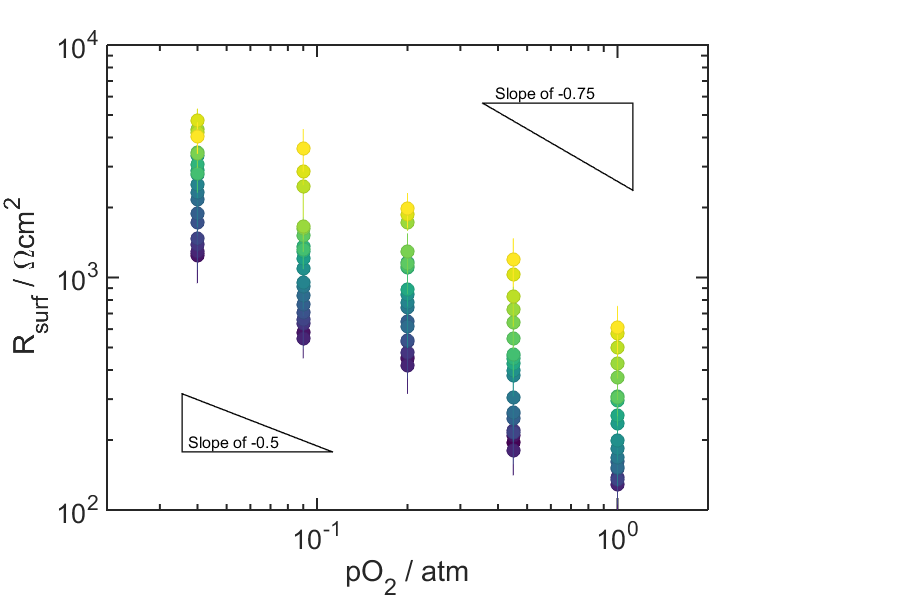 10^4
Slope of -0.75
10^3
R_surf / Ωcm^2
Slope of -0.5
10^2
10^-1
10^0
pO_2 / atm